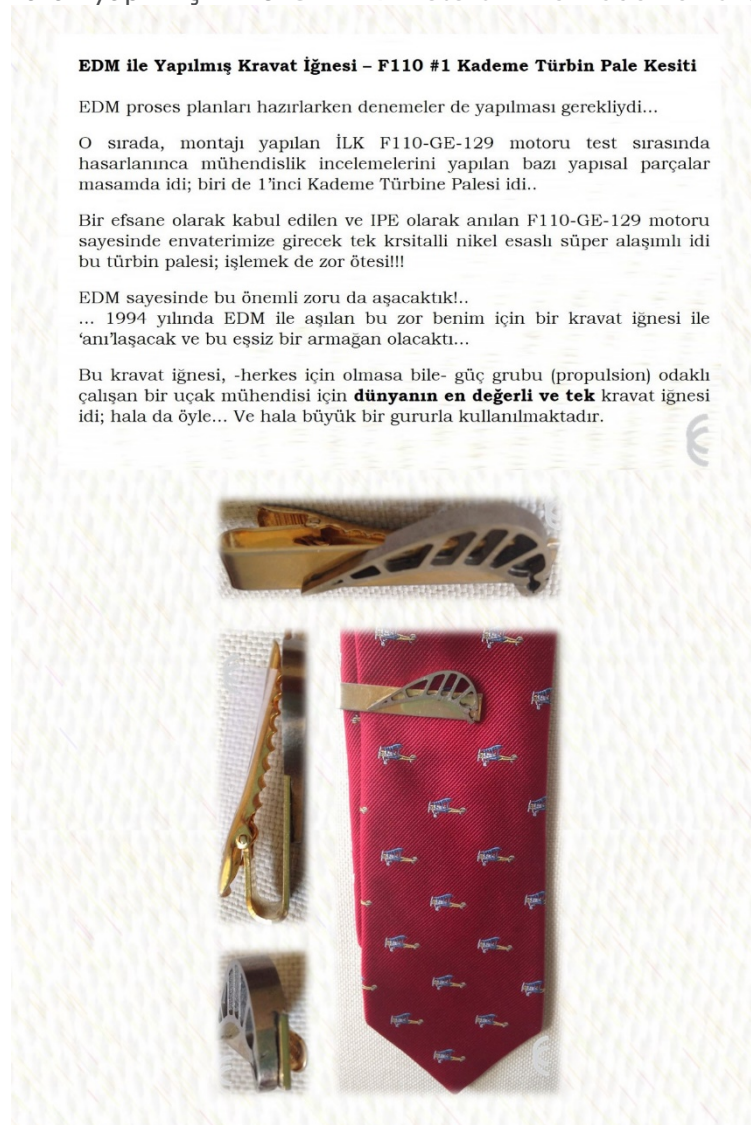 EDM ile Yapılmış Kravat İğnesi – F110 #1 Kademe Türbin Pale Kesiti
EDM proses planları hazırlarken denemeler de yapılması gerekliydi...
O sırada, montajı yapılan İLK F110-GE-129 motoru test sırasında
hasarlanınca mühendislik incelemelerini yapılan bazı yapısal parçalar
masamda idi; biri de 1’inci Kademe Türbine Palesi idi..
Bir efsane olarak kabul edilen ve IPE olarak anılan F110-GE-129 motoru
sayesinde envaterimize girecek tek krsitalli nikel esaslı süper alaşımlı idi
bu türbin palesi; işlemek de zor ötesi!!!
EDM sayesinde bu önemli zoru da aşacaktık!..
... 1994 yılında EDM ile aşılan bu zor benim için bir kravat iğnesi ile
‘anı’laşacak ve bu eşsiz bir armağan olacaktı...
Bu kravat iğnesi, -herkes için olmasa bile- güç grubu (propulsion) odaklı
çalışan bir uçak mühendisi için dünyanın en değerli ve tek kravat iğnesi
idi; hala da öyle... Ve hala büyük bir gururla kullanılmaktadır.